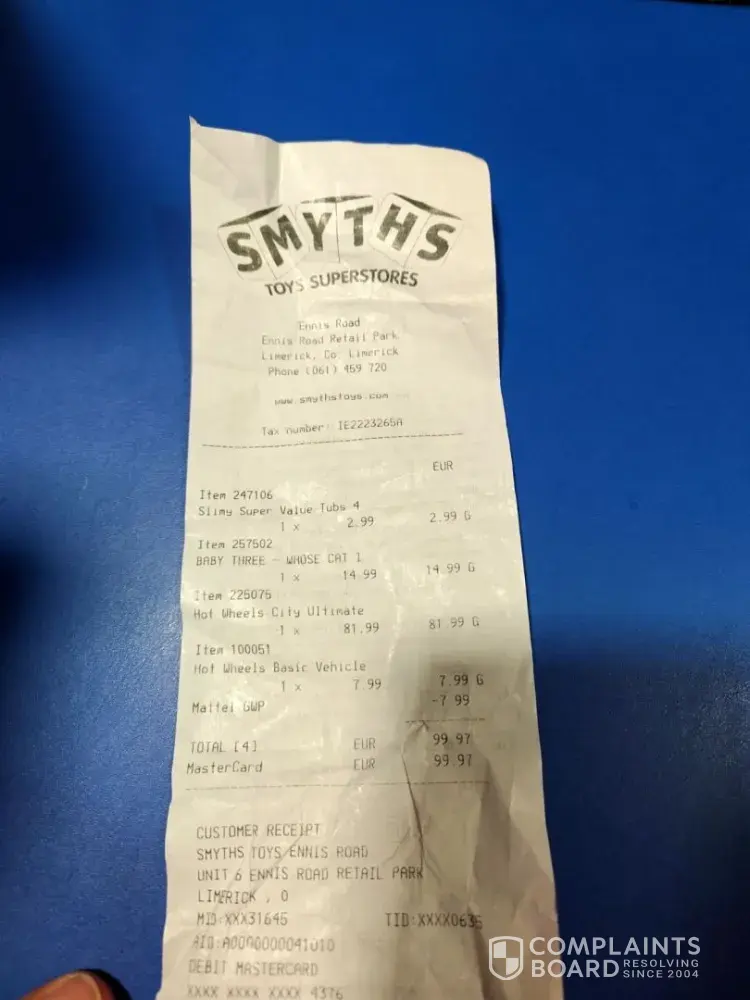 SMYTHS
TOYS SUPERSTORES
Ennis Road
Ennis Road Retail Park
Limerick, Co. Limerick
Phone (061) 459 720
www.smythstoys.com
Tax number: IE2223265A
EUR
Item 247106
Slimy Super Value Tubs 4
1 x 2.99 2.99 G
Item 257502
BABY THREE - WHOSE CAT 1
1 x 14.99 14.99 G
Item 225075
Hot Wheels City Ultimate
1 x 81.99 81.99 G
Item 100051
Hot Wheels Basic Vehicle
1 x 7.99 7.99 G
Mattel GWP -7.99
TOTAL [4] EUR 99.97
MasterCard EUR 99.97
CUSTOMER RECEIPT
SMYTHS TOYS ENNIS ROAD
UNIT 6 ENNIS ROAD RETAIL PARK
LIMERICK , 0
MID:XXX31645 TID:XXXX0635
AID:A0000000041010
DEBIT MASTERCARD
XXXX XXXX XXXX 4376
COMPLAINTS
BOARD RESOLVING
SINCE 2004